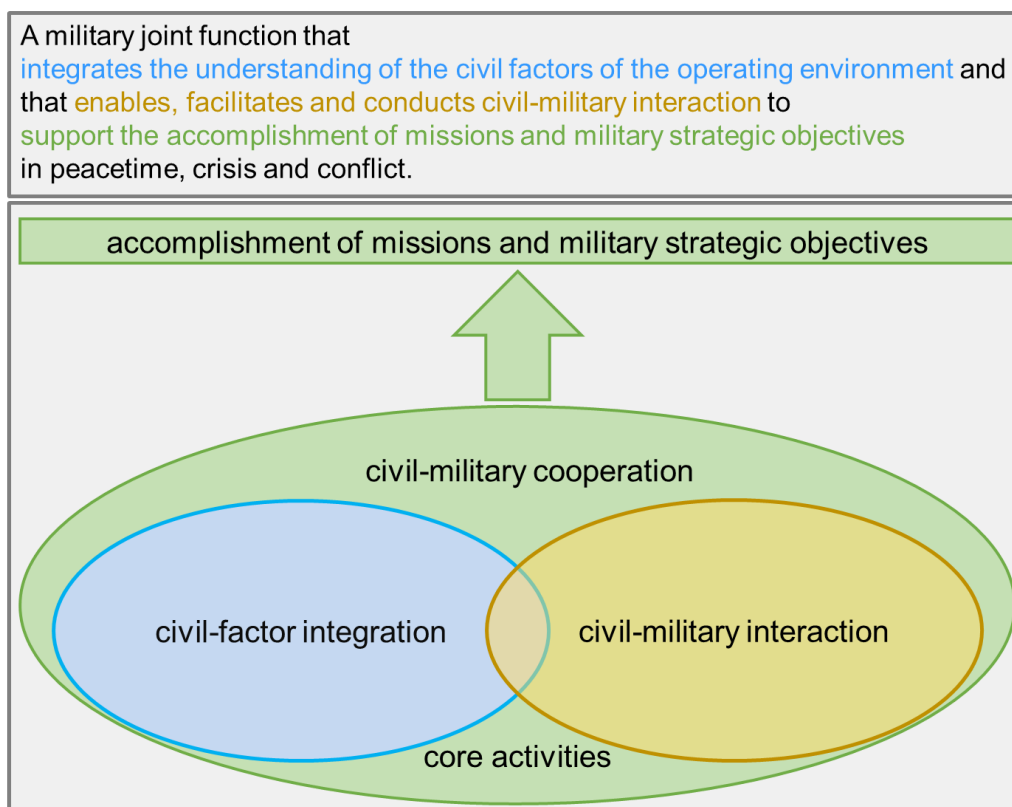 A military joint function that
integrates the understanding of the civil factors of the operating environment and
that enables, facilitates and conducts civil-military interaction to
support the accomplishment of missions and military strategic objectives
in peacetime, crisis and conflict.
accomplishment of missions and military strategic objectives
civil-military cooperation
civil-factor integration
civil-military interaction
core activities